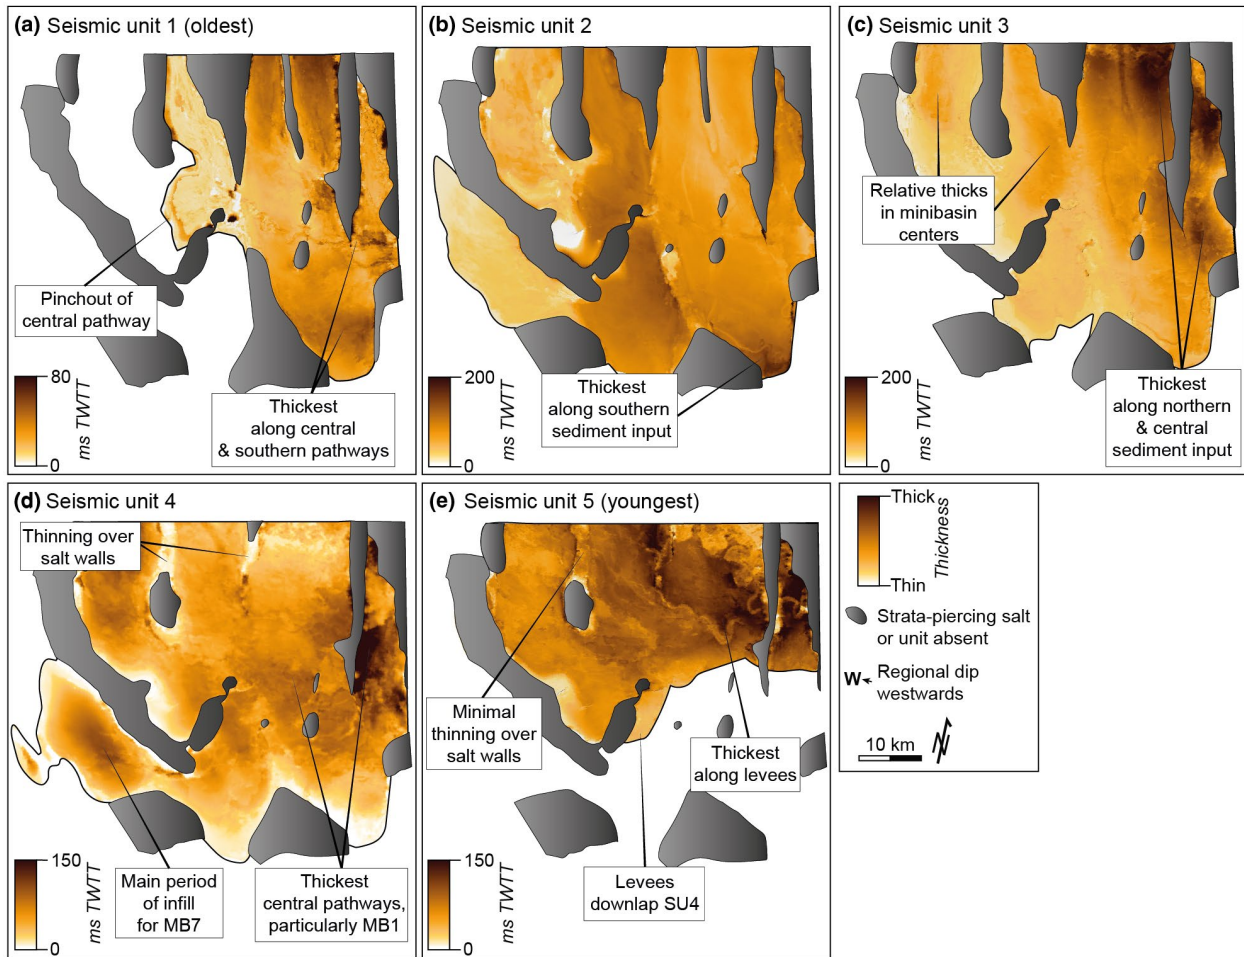 (a) Seismic unit 1 (oldest)
Pinchout of
central pathway
80
0
ms TWTT
Thickest
along central
& southern pathways
(b) Seismic unit 2
200
0
ms TWTT
Thickest
along southern
sediment input
(c) Seismic unit 3
Relative thicks
in minibasin
centers
200
0
ms TWTT
Thickest
along northern
& central
sediment input
(d) Seismic unit 4
Thinning over
salt walls
150
0
ms TWTT
Main period
of infill
for MB7
Thickest
central pathways,
particularly MB1
(e) Seismic unit 5 (youngest)
Minimal
thinning over
salt walls
Thickest
along levees
150
0
ms TWTT
Levees
downlap SU4
Thick
Thin
Thickness
Strata-piercing salt
or unit absent
W
Regional dip
westwards
10 km
N